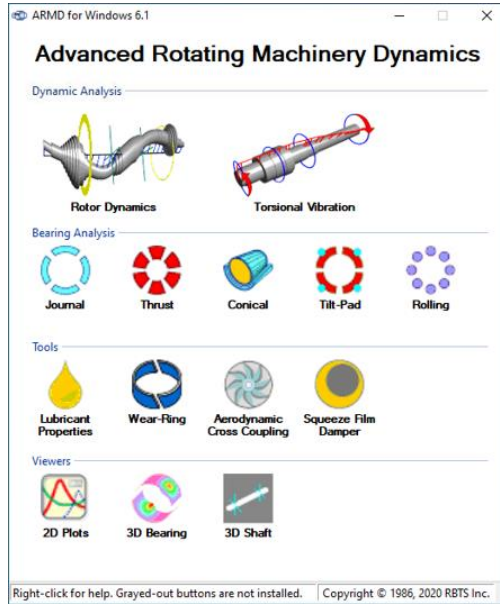 ARMD for Windows 6.1
Advanced Rotating Machinery Dynamics
Dynamic Analysis
Rotor Dynamics
Torsional Vibration
Bearing Analysis
Journal
Thrust
Conical
Tilt-Pad
Rolling
Tools
Lubricant
Properties
Wear-Ring
Aerodynamic
Cross Coupling
Squeeze Film
Damper
Viewers
2D Plots
3D Bearing
3D Shaft
Right-click for help. Grayed-out buttons are not installed.
Copyright © 1986, 2020 RBTS Inc.